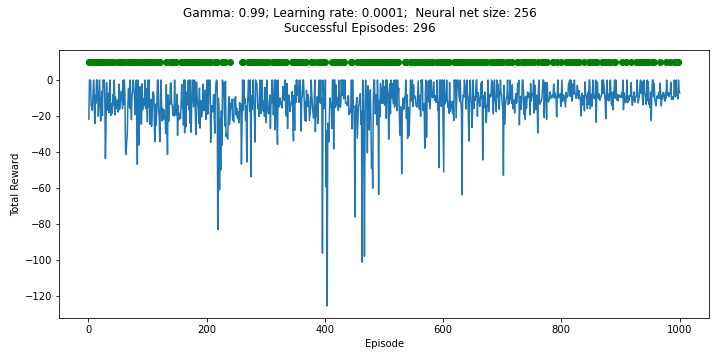 Gamma: 0.99; Learning rate: 0.0001;  Neural net size: 256
Successful Episodes: 296
0
−20
−40
−60
−80
−100
−120
Total Reward
0 200 400 600 800 1000
Episode